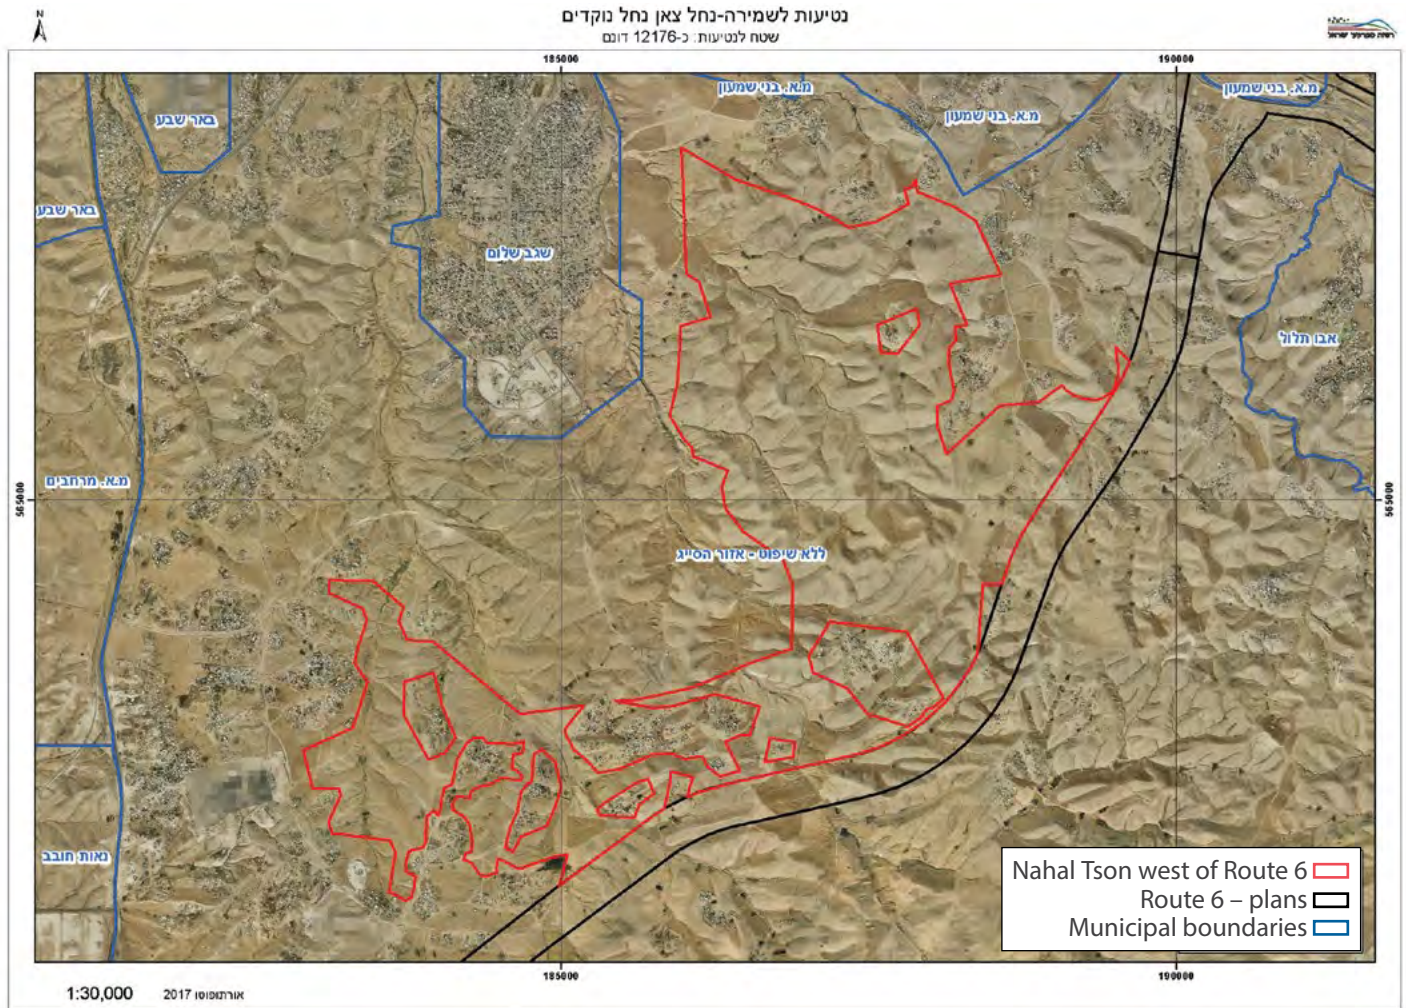 N
נטיעות לשמירה-נחל צאן נחל נוקדים
שטח לנטיעות: כ-12176 דונם
185000
190000
באר שבע
מ.א. בני שמעון
מ.א. בני שמעון
מ.א. בני שמעון
באר שבע
שגב שלום
אבו תלול
מ.א. מרחבים
565000
565000
ללא שיפוט - אזור הסייג
נאות חובב
Nahal Tson west of Route 6
Route 6 – plans
Municipal boundaries
185000
190000
1:30,000
אורתופוטו 2017